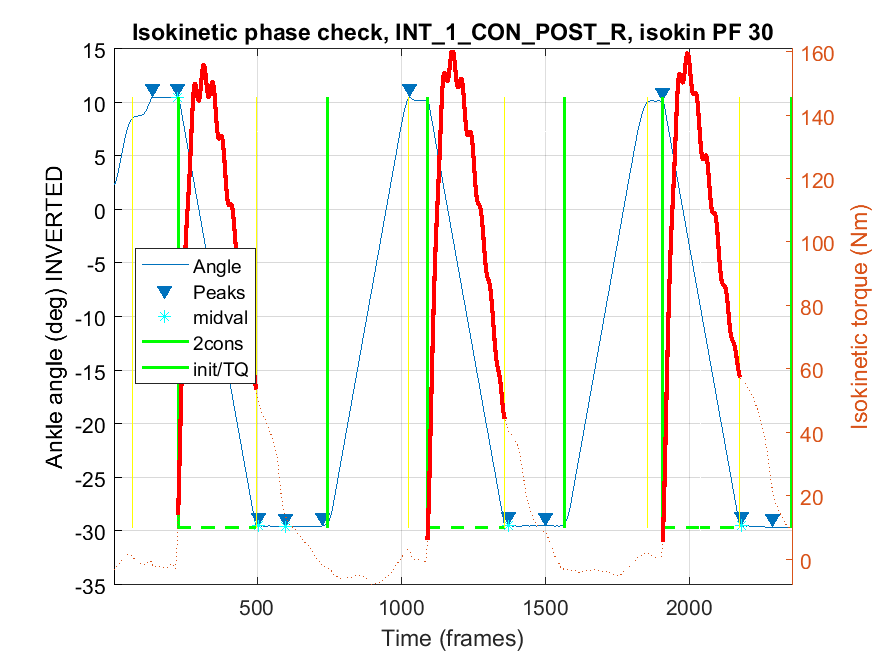 Isokinetic phase check, INT_1_CON_POST_R, isokin PF 30
Ankle angle (deg) INVERTED
15
10
5
0
-5
-10
-15
-20
-25
-30
-35
Angle
Peaks
midval
2cons
init/TQ
160
140
120
100
80
60
40
20
0
Isokinetic torque (Nm)
500
1000
1500
2000
Time (frames)